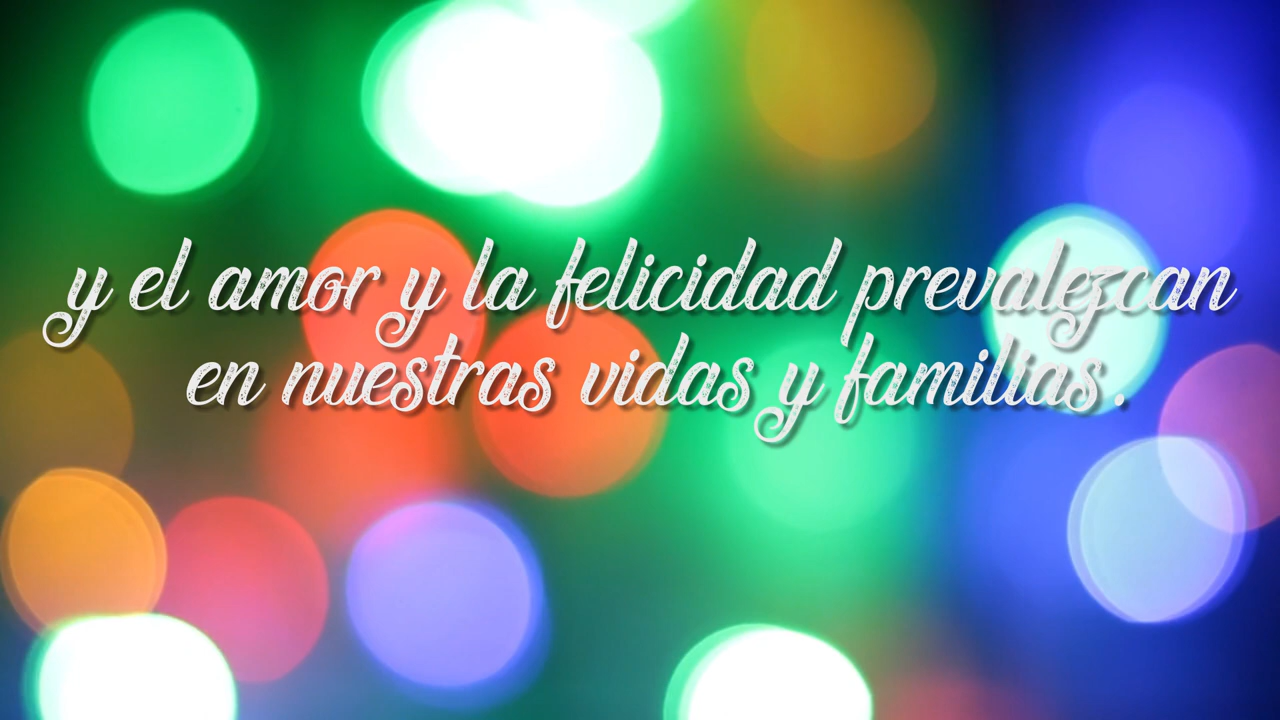 y el amor y la felicidad prevalezcan
en nuestras vidas y familias.